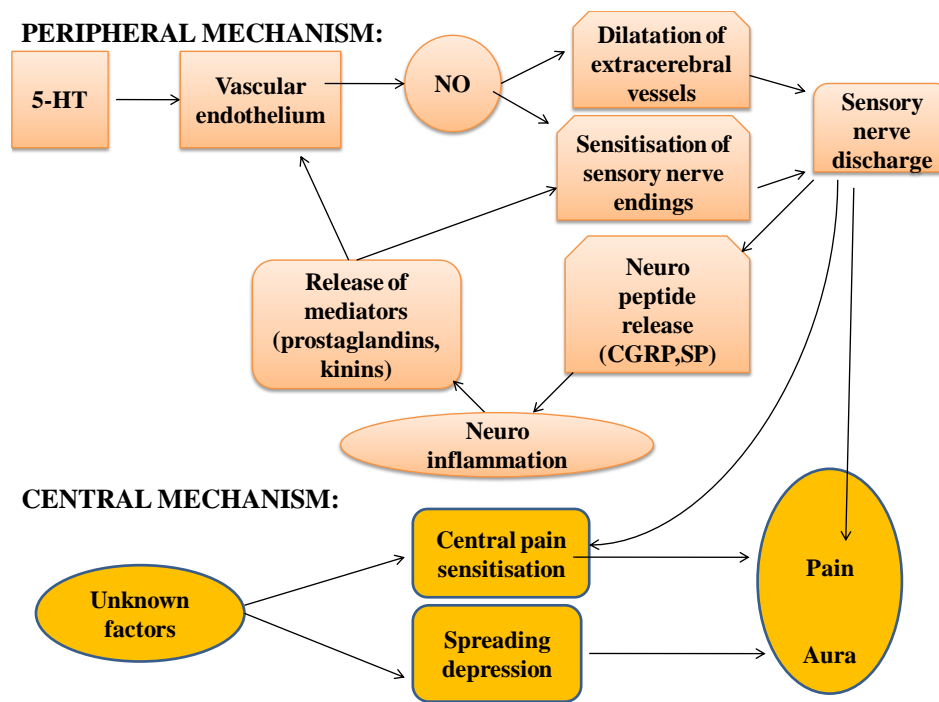 PERIPHERAL MECHANISM:
5-HT
Vascular
endothelium
NO
Dilatation of
extracerebral
vessels
Sensitisation of
sensory nerve
endings
Sensory
nerve
discharge
Release of
mediators
(prostaglandins,
kinins)
Neuro
peptide
release
(CGRP,SP)
Neuro
inflammation
CENTRAL MECHANISM:
Unknown
factors
Central pain
sensitisation
Spreading
depression
Pain
Aura